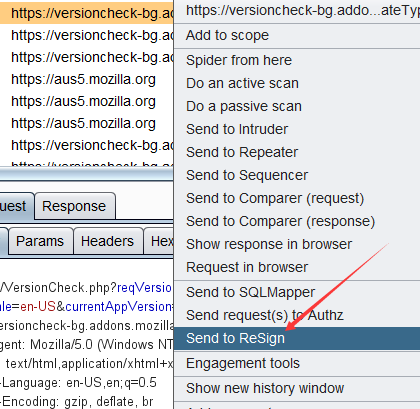 https://versioncheck-bg.ad
https://versioncheck-bg.ad
https://versioncheck-bg.ad
https://aus5.mozilla.org
https://aus5.mozilla.org
https://aus5.mozilla.org
https://versioncheck-bg.ad
uest
Response
Params
Headers
Hex
/VersionCheck.php?reqVersion
le=en-US&currentAppVersion=
versioncheck-bg.addons.mozilla
gent: Mozilla/5.0 (Windows NT
text/html,application/xhtml+x
-Language: en-US,en;q=0.5
-Encoding: gzip, deflate, br
https://versioncheck-bg.addo...ateTyp
Add to scope
Spider from here
Do an active scan
Do a passive scan
Send to Intruder
Send to Repeater
Send to Sequencer
Send to Comparer (request)
Send to Comparer (response)
Show response in browser
Request in browser
Send to SQLMapper
Send request(s) to Authz
Send to ReSign
Engagement tools
Show new history window